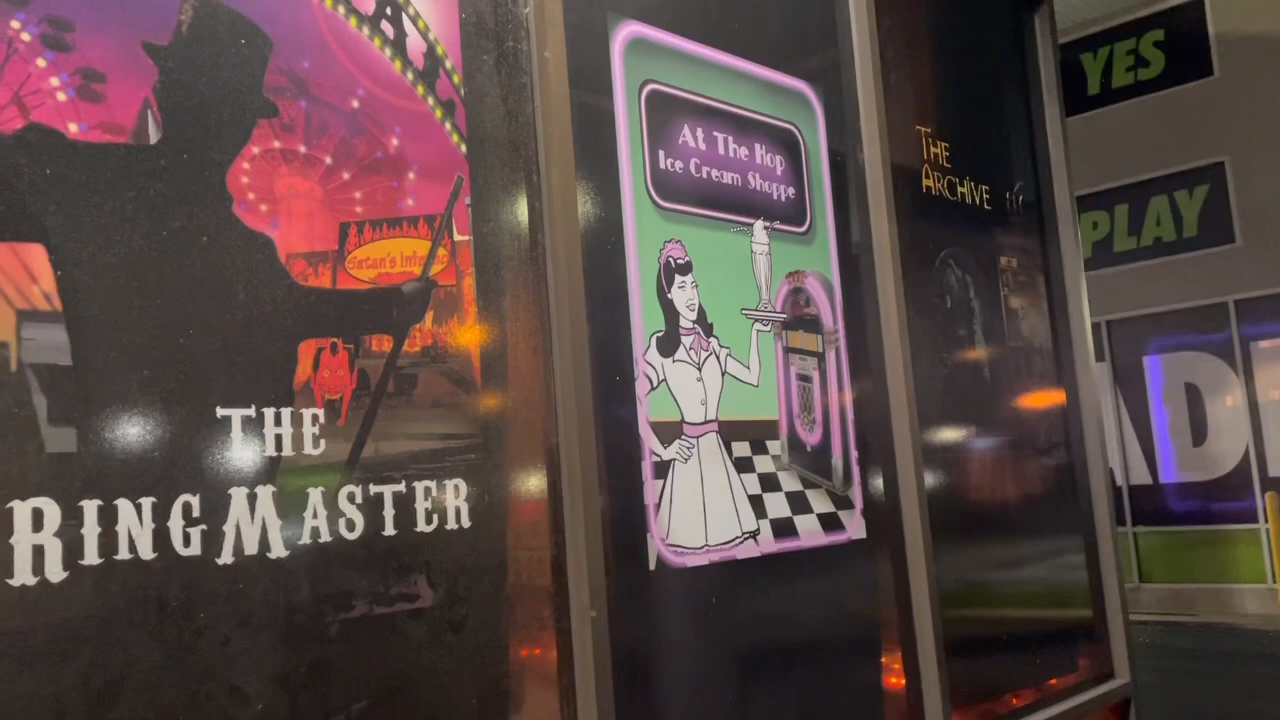 Satan's Inferno
THE
RINGMASTER
At The Hop
Ice Cream Shoppe
THE
ARCHIVE
YES
PLAY